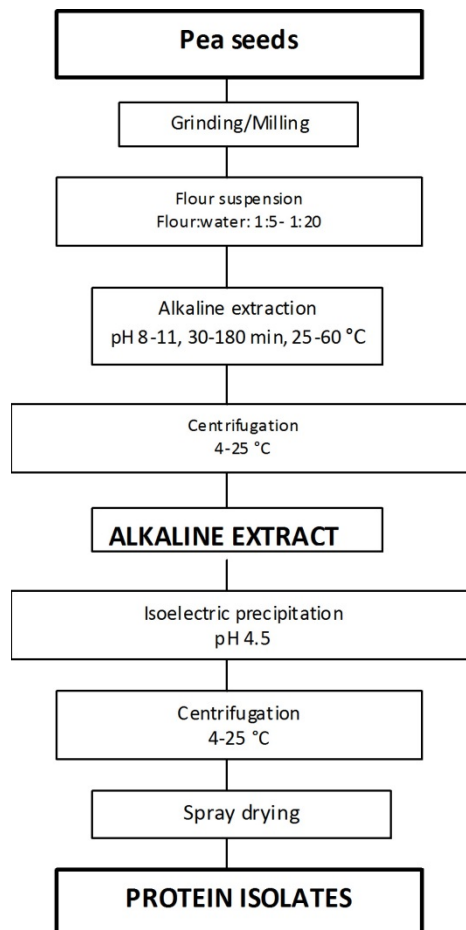 Pea seeds
Grinding/Milling
Flour suspension
Flour:water: 1:5- 1:20
Alkaline extraction
pH 8-11, 30-180 min, 25-60 °C
Centrifugation
4-25 °C
ALKALINE EXTRACT
Isoelectric precipitation
pH 4.5
Centrifugation
4-25 °C
Spray drying
PROTEIN ISOLATES